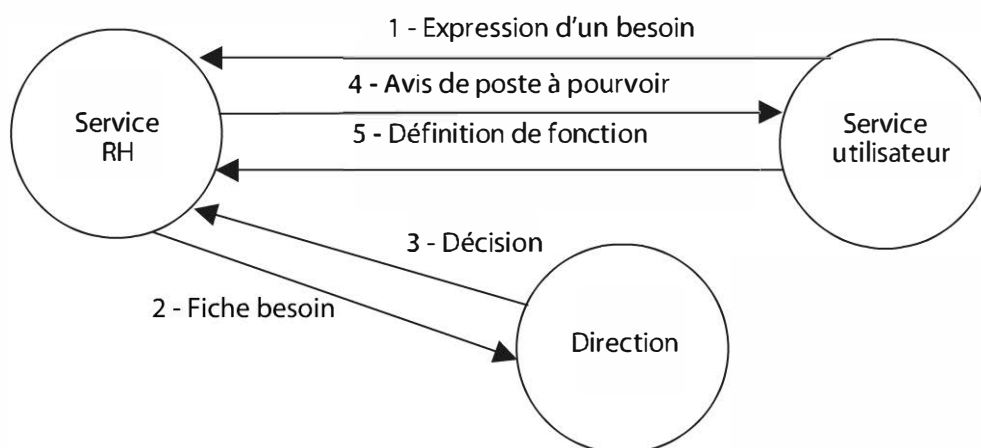 1 - Expression d'un besoin
4 - Avis de poste à pourvoir
Service
RH
5 - Définition de fonction
Service
utilisateur
3 - Décision
2 - Fiche besoin
Direction